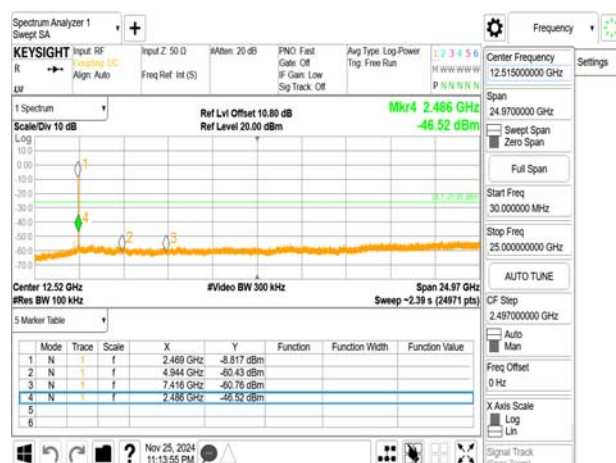 Spectrum Analyzer 1
Swept SA
Frequency
KEYSIGHT Input: RF
Coupling: DC
Align: Auto
Input Z: 50 Ω
Freq Ref: Int (S)
#Atten: 20 dB
PNO: Fast
Gate: Off
IF Gain: Low
Sig Track: Off
Avg Type: Log-Power
Trig: Free Run
1 2 3 4 5 6
M W W W W W
P N N N N N
R
1 Spectrum
Scale/Div 10 dB
Ref Lvl Offset 10.80 dB
Ref Level 20.00 dBm
Mkr4 2.486 GHz
-46.52 dBm
Log
10.0
0.00
-10.0
-20.0
-30.0
-40.0
-50.0
-60.0
-70.0
1
4
2
3
Center 12.52 GHz
#Res BW 100 kHz
#Video BW 300 kHz
Span 24.97 GHz
Sweep ~2.39 s (24971 pts)
5 Marker Table
Mode Trace Scale X Y Function Function Width Function Value
1 N 1 f 2.469 GHz -8.817 dBm
2 N 1 f 4.944 GHz -60.43 dBm
3 N 1 f 7.416 GHz -60.76 dBm
4 N 1 f 2.486 GHz -46.52 dBm
5
6
Nov 25, 2024
11:13:55 PM
Center Frequency
12.515000000 GHz
Settings
Span
24.9700000 GHz
Swept Span
Zero Span
Full Span
Start Freq
30.000000 MHz
Stop Freq
25.000000000 GHz
AUTO TUNE
CF Step
2.497000000 GHz
Auto
Man
Freq Offset
0 Hz
X Axis Scale
Log
Lin
Signal Track